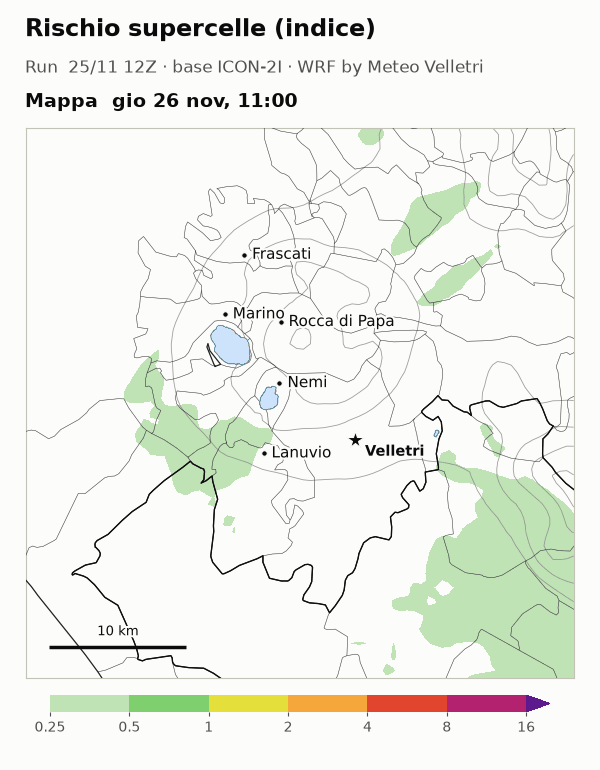 Rischio supercelle (indice)
Run  25/11 12Z · base ICON-2I · WRF by Meteo Velletri
Mappa  gio 26 nov, 11:00
Frascati
Marino
Rocca di Papa
Nemi
Velletri
Lanuvio
10 km
0.25 0.5 1 2 4 8 16